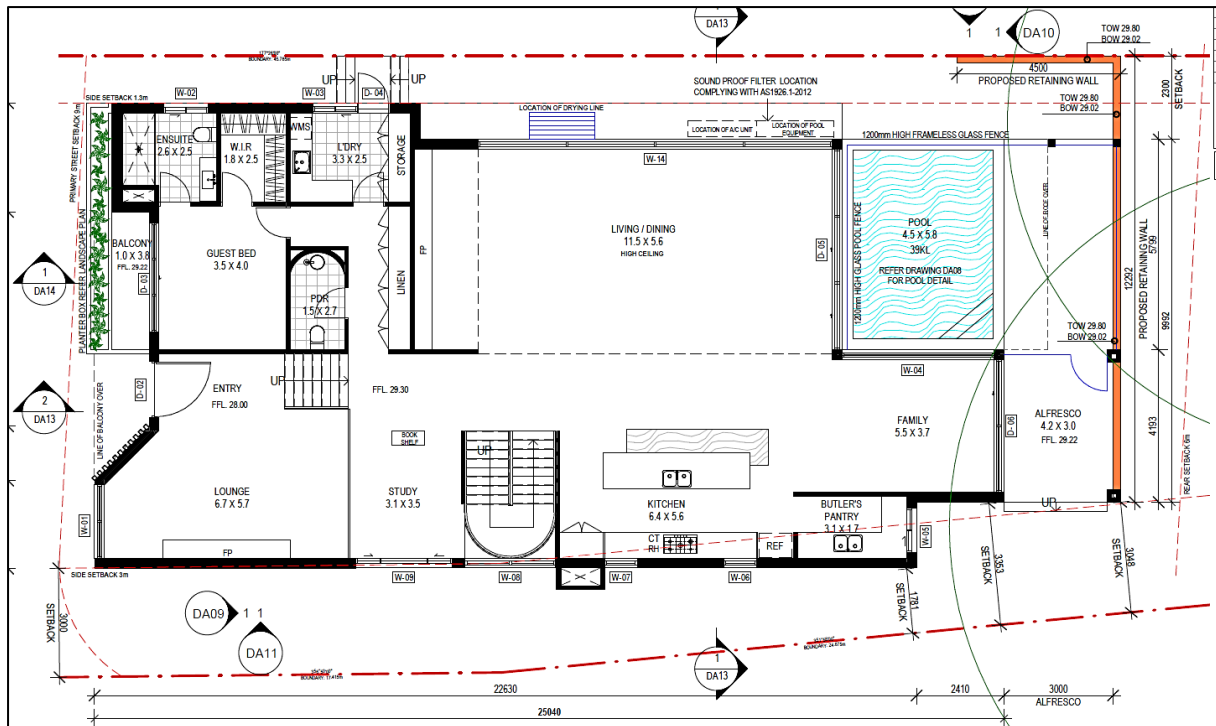 DA13
1 1
DA10
TOW 29.80
BOW 29.02
4500
PROPOSED RETAINING WALL
2300
SETBACK
UP
UP
SOUND PROOF FILTER LOCATION
COMPLYING WITH AS1926.1-2012
SIDE SETBACK 1.3m
W-02
W-03
D- 04
LOCATION OF DRYING LINE
LOCATION OF A/C UNIT
LOCATION OF POOL
EQUIPMENT
1200mm HIGH FRAMELESS GLASS FENCE
TOW 29.80
BOW 29.02
PRIMARY STREET SETBACK 9m
PLANTER BOX REFER LANDSCAPE PLAN
ENSUITE
2.6 X 2.5
W.I.R
1.8 X 2.5
WMS
L'DRY
3.3 X 2.5
STORAGE
W-14
BALCONY
1.0 X 3.8
FFL. 29.22
D- 03
GUEST BED
3.5 X 4.0
PDR
1.5 X 2.7
LINEN
FP
LIVING / DINING
11.5 x 5.6
HIGH CEILING
D- 05
1200mm HIGH GLASS POOL FENCE
POOL
4.5 X 5.8
39KL
REFER DRAWING DA08
FOR POOL DETAIL
LINE OF ROOF OVER
5799
PROPOSED RETAINING WALL
12292
9992
1
DA14
TOW 29.80
BOW 29.02
W-04
2
DA13
D- 02
ENTRY
FFL. 28.00
UP
FFL. 29.30
LINE OF BALCONY OVER
BOOK
SHELF
UP
FAMILY
5.5 X 3.7
D- 06
ALFRESCO
4.2 X 3.0
FFL. 29.22
4193
REAR SETBACK 6m
W-01
LOUNGE
6.7 X 5.7
STUDY
3.1 X 3.5
KITCHEN
6.4 X 5.6
BUTLER'S
PANTRY
3.1 X 1.7
UP
FP
CT
RH
REF
W-05
SIDE SETBACK 3m
W-09
W-08
W-07
W-06
3000
SETBACK
1781
SETBACK
3353
SETBACK
3048
SETBACK
DA09
1 1
DA11
1
DA13
22630
2410
3000
ALFRESCO
25040